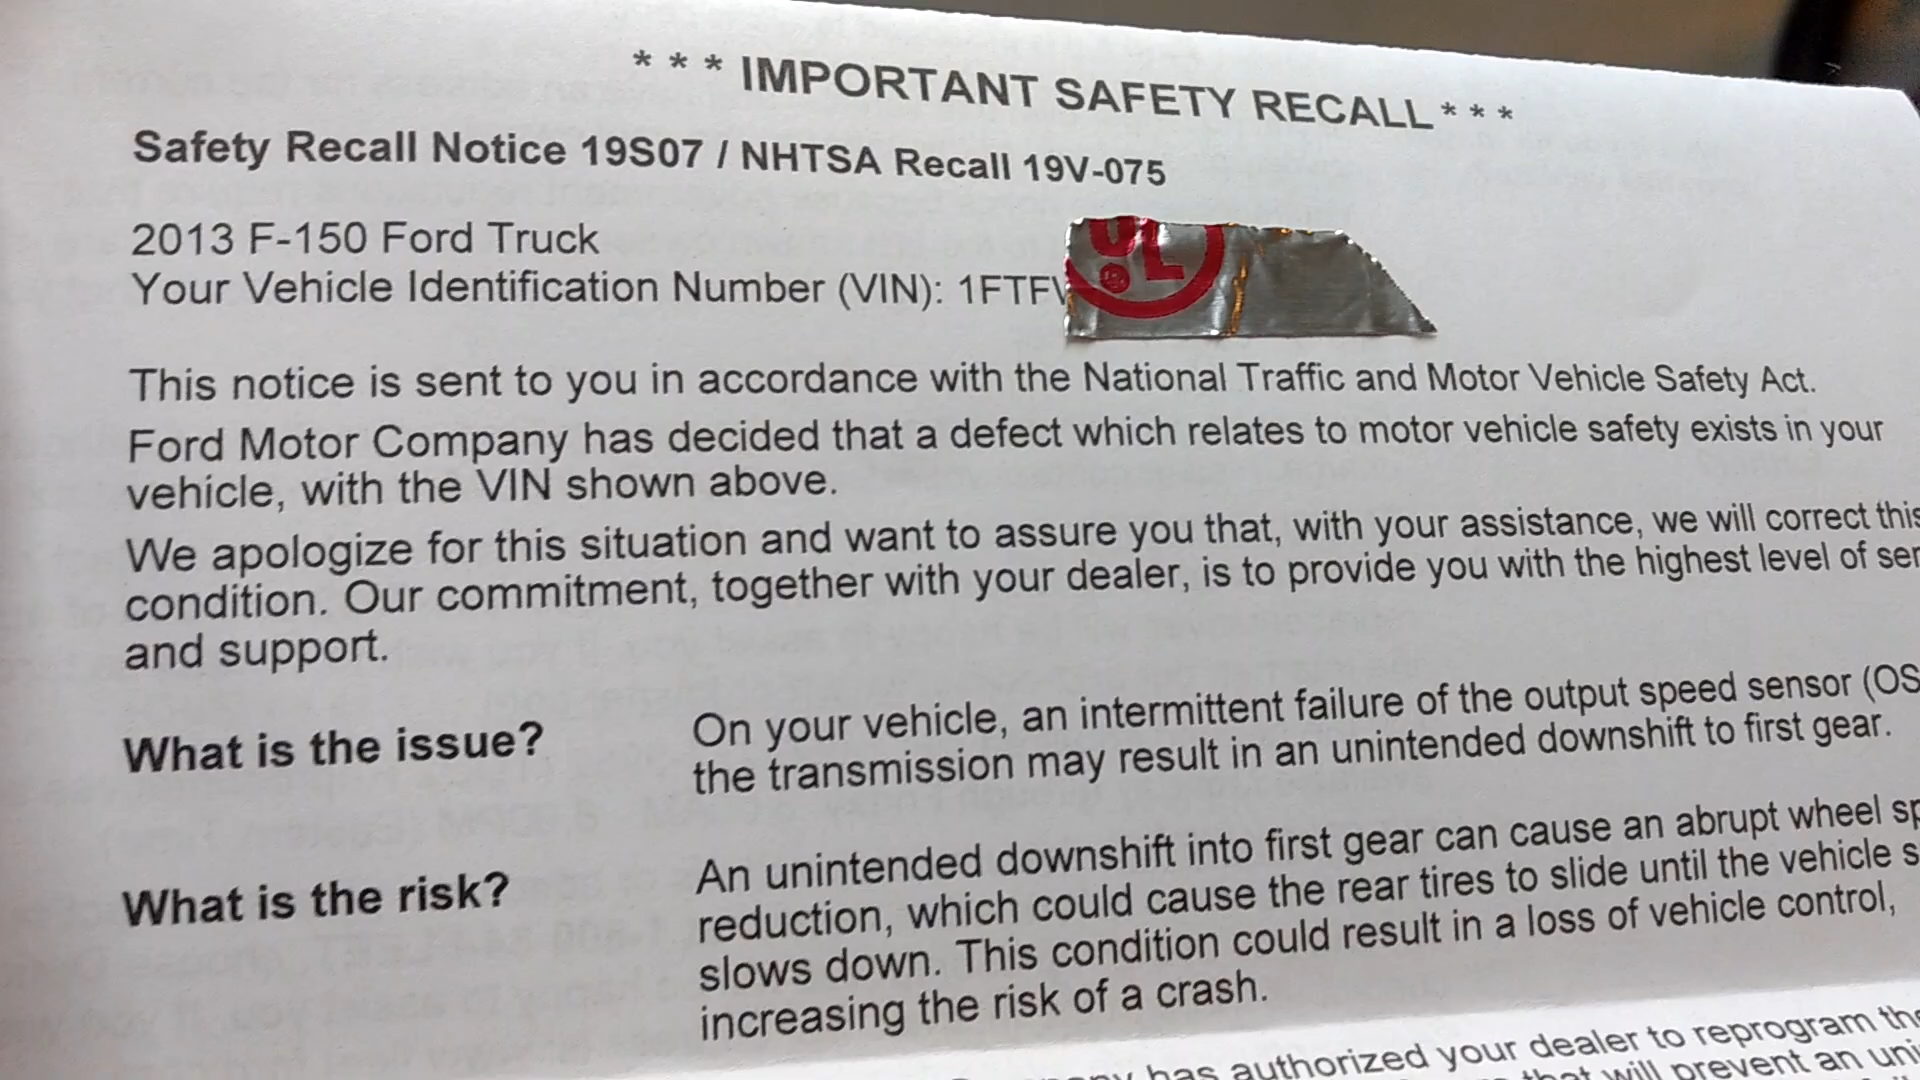 * * * IMPORTANT SAFETY RECALL * * *
Safety Recall Notice 19S07 / NHTSA Recall 19V-075
2013 F-150 Ford Truck
Your Vehicle Identification Number (VIN): 1FTF
UL
This notice is sent to you in accordance with the National Traffic and Motor Vehicle Safety Act.
Ford Motor Company has decided that a defect which relates to motor vehicle safety exists in your
vehicle, with the VIN shown above.
We apologize for this situation and want to assure you that, with your assistance, we will correct this
condition. Our commitment, together with your dealer, is to provide you with the highest level of ser
and support.
What is the issue?
On your vehicle, an intermittent failure of the output speed sensor (OS
the transmission may result in an unintended downshift to first gear.
What is the risk?
An unintended downshift into first gear can cause an abrupt wheel sp
reduction, which could cause the rear tires to slide until the vehicle s
slows down. This condition could result in a loss of vehicle control,
increasing the risk of a crash.
has authorized your dealer to reprogram the
that will prevent an uni